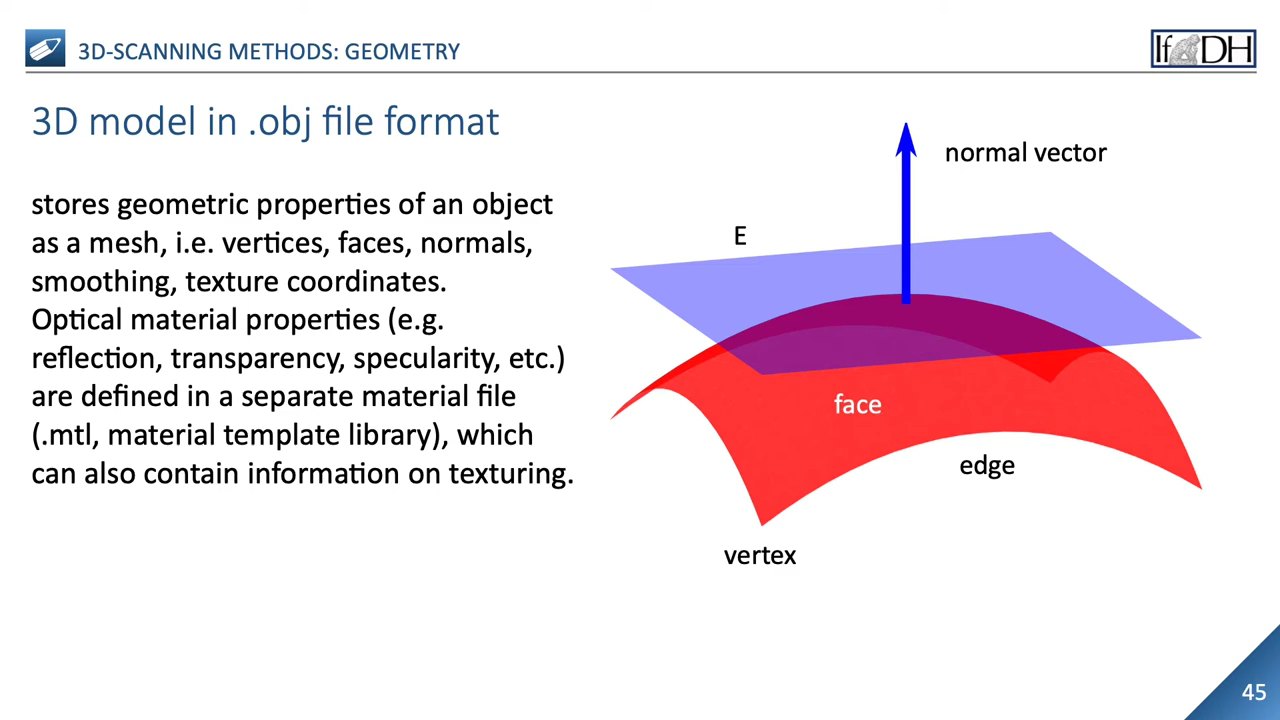 3D-SCANNING METHODS: GEOMETRY
If DH
3D model in .obj file format
stores geometric properties of an object
as a mesh, i.e. vertices, faces, normals,
smoothing, texture coordinates.
Optical material properties (e.g.
reflection, transparency, specularity, etc.)
are defined in a separate material file
(.mtl, material template library), which
can also contain information on texturing.
normal vector
E
face
edge
vertex
45